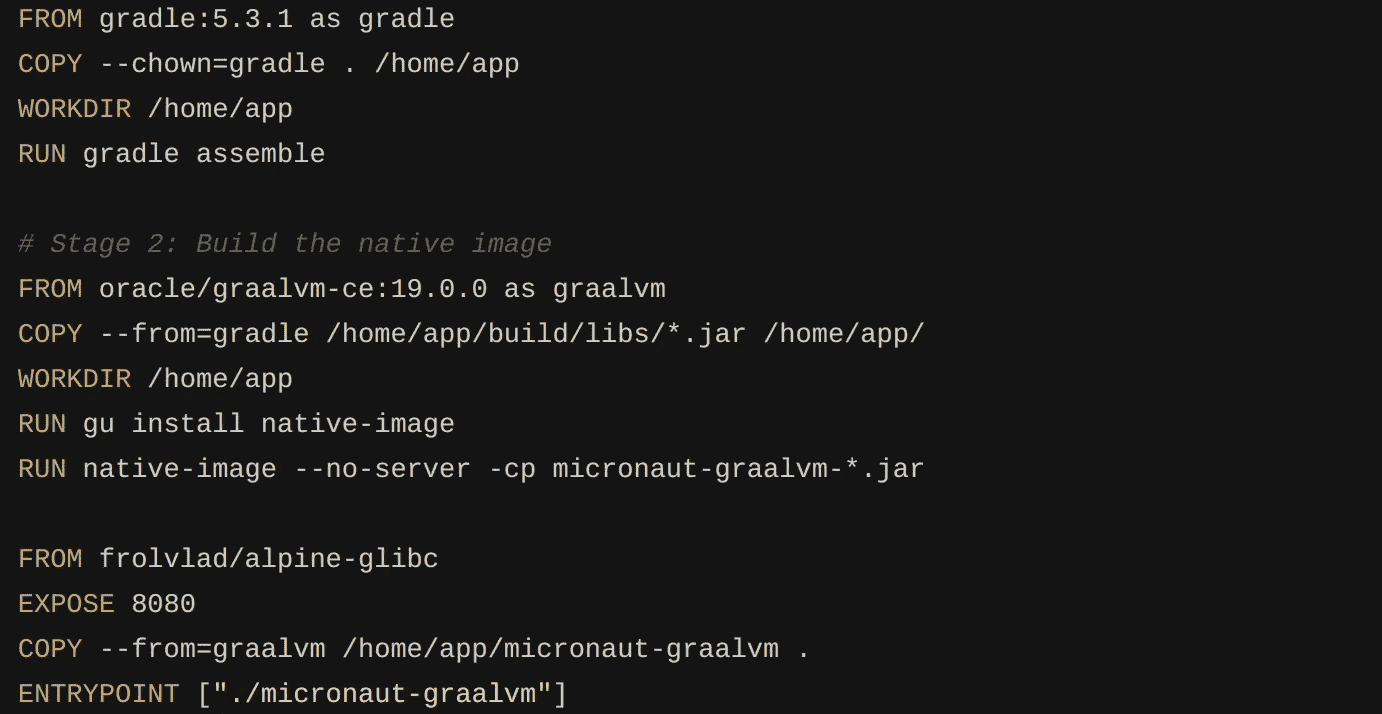 FROM gradle:5.3.1 as gradle
COPY --chown=gradle . /home/app
WORKDIR /home/app
RUN gradle assemble
# Stage 2: Build the native image
FROM oracle/graalvm-ce:19.0.0 as graalvm
COPY --from=gradle /home/app/build/libs/*.jar /home/app/
WORKDIR /home/app
RUN gu install native-image
RUN native-image --no-server -cp micronaut-graalvm-*.jar
FROM frolvlad/alpine-glibc
EXPOSE 8080
COPY --from=graalvm /home/app/micronaut-graalvm .
ENTRYPOINT ["./micronaut-graalvm"]